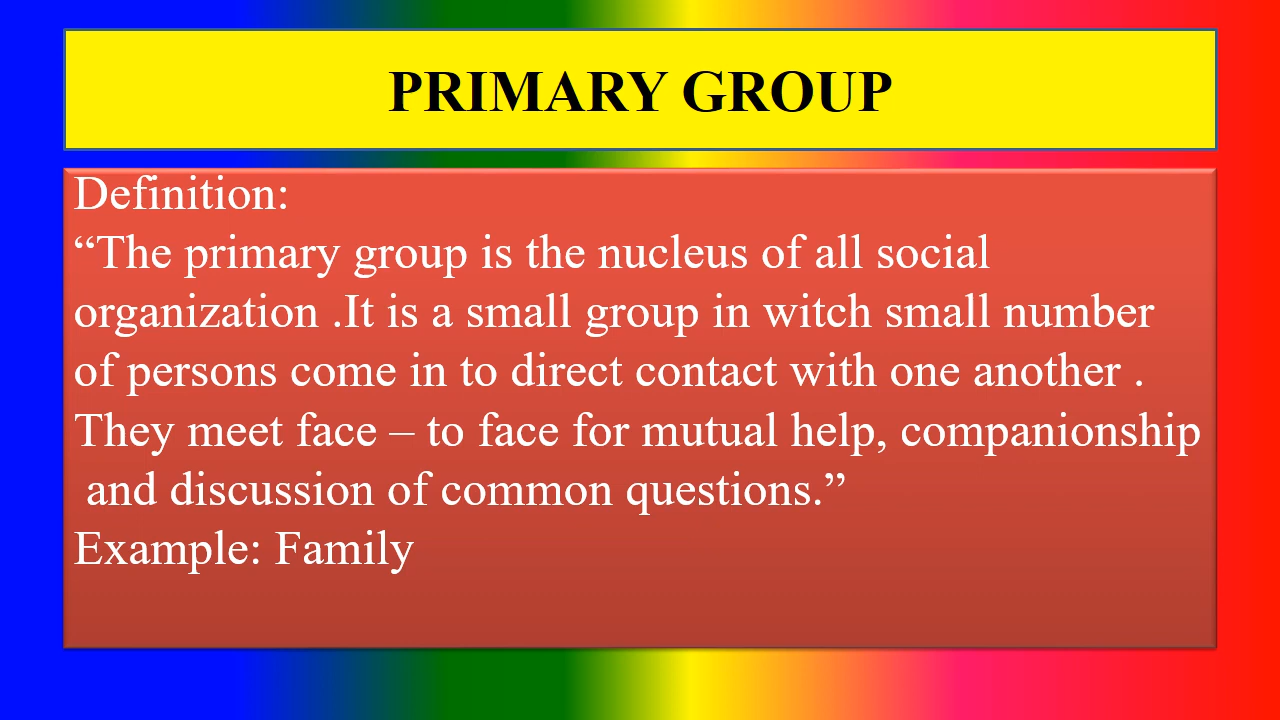 PRIMARY GROUP
Definition:
“The primary group is the nucleus of all social
organization .It is a small group in witch small number
of persons come in to direct contact with one another .
They meet face – to face for mutual help, companionship
and discussion of common questions.”
Example: Family